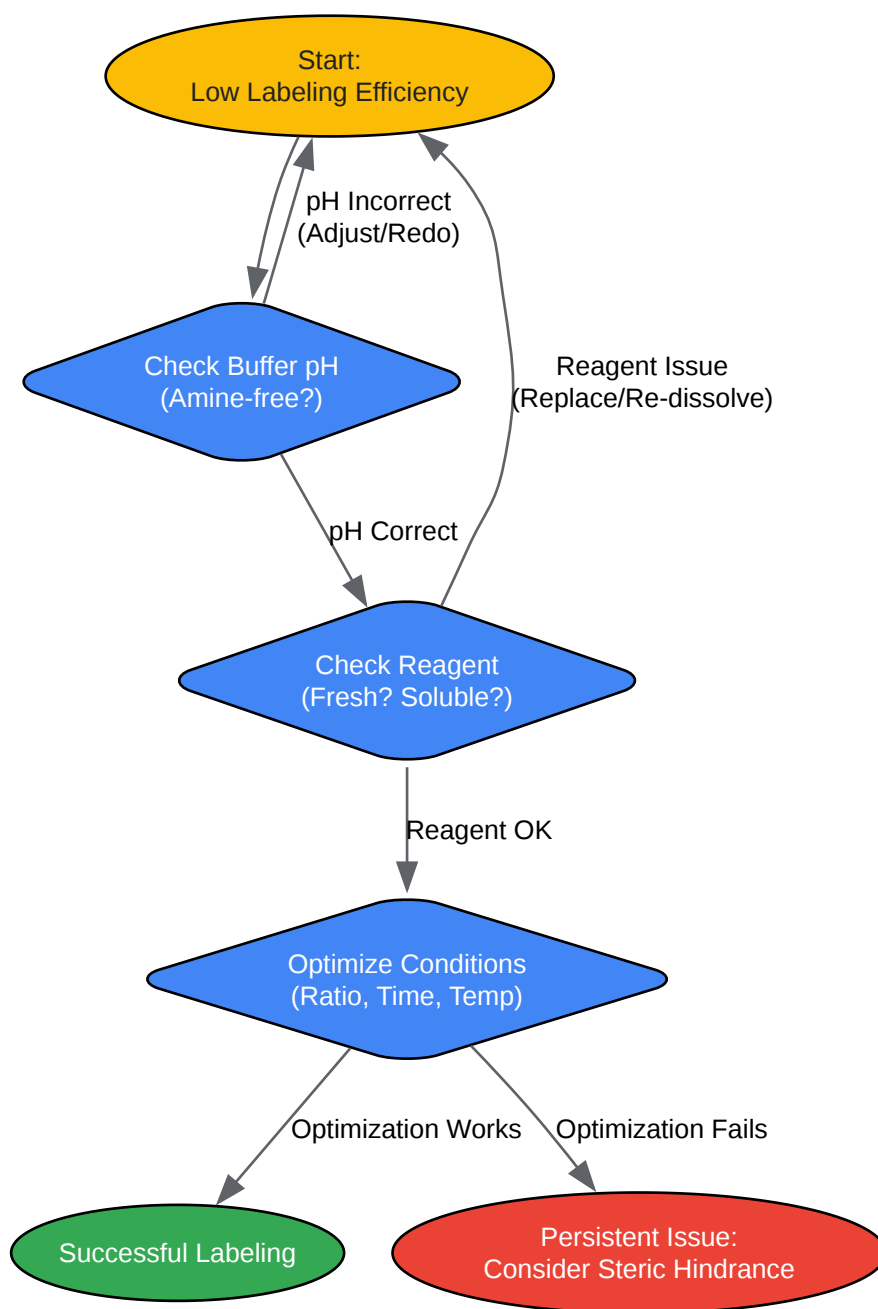 Start:
Low Labeling Efficiency
pH Incorrect
(Adjust/Redo)
Check Buffer pH
(Amine-free?)
Reagent Issue
(Replace/Re-dissolve)
pH Correct
Check Reagent
(Fresh? Soluble?)
Reagent OK
Optimize Conditions
(Ratio, Time, Temp)
Optimization Works
Optimization Fails
Successful Labeling
Persistent Issue:
Consider Steric Hindrance